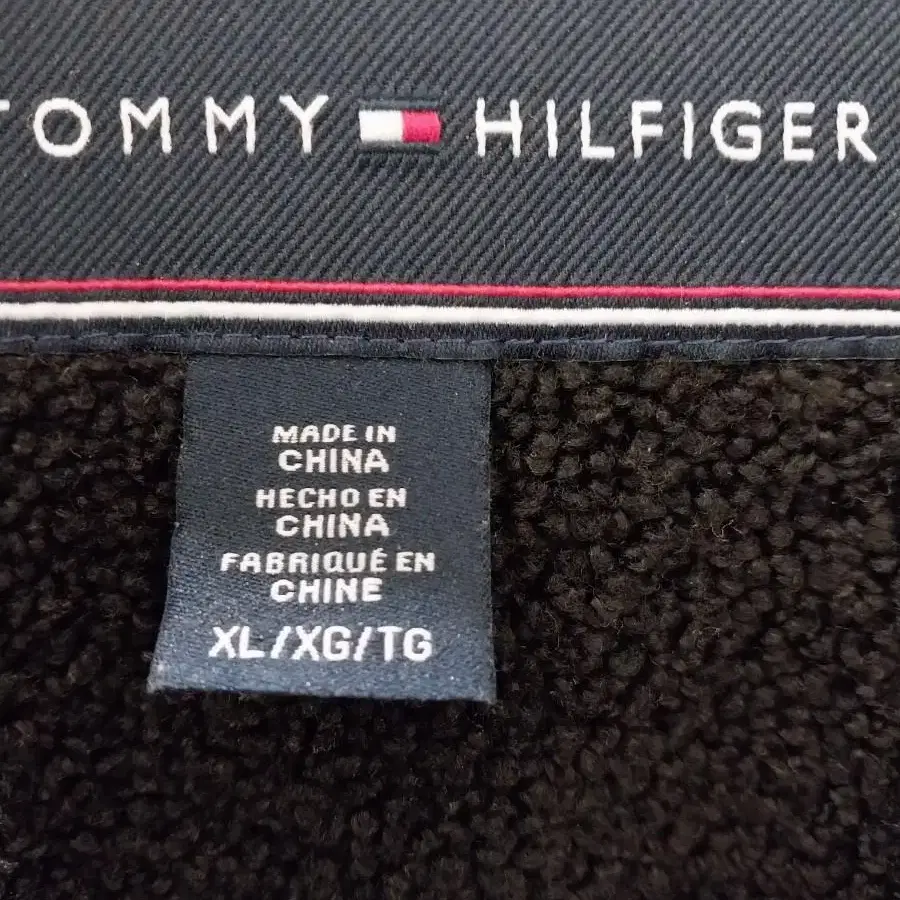 TOMMY HILFIGER
MADE IN
CHINA
HECHO EN
CHINA
FABRIQUÉ EN
CHINE
XL/XG/TG